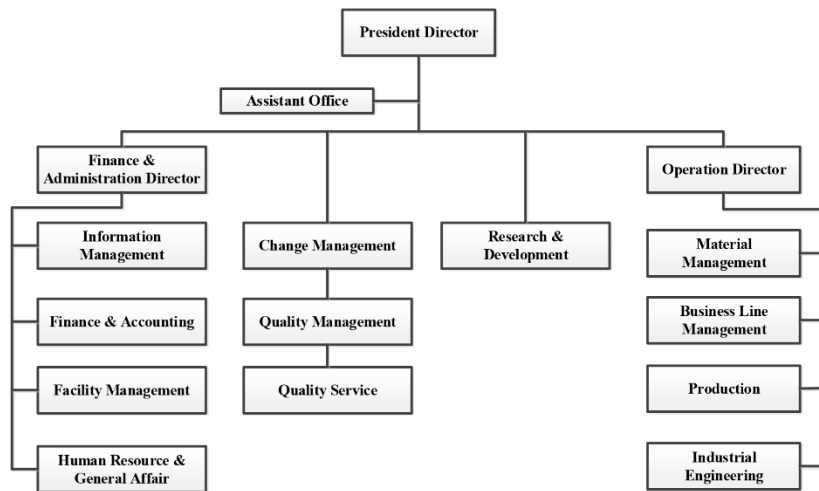 President Director
Assistant Office
Finance &
Administration Director
Operation Director
Information
Management
Change Management
Research &
Development
Material
Management
Finance & Accounting
Quality Management
Business Line
Management
Facility Management
Quality Service
Production
Human Resource &
General Affair
Industrial
Engineering